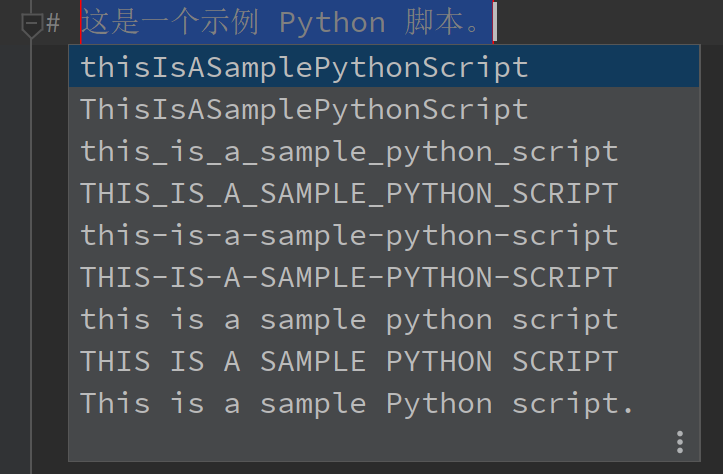 # 这是一个示例 Python 脚本。
thisIsASamplePythonScript
ThisIsASamplePythonScript
this_is_a_sample_python_script
THIS_IS_A_SAMPLE_PYTHON_SCRIPT
this-is-a-sample-python-script
THIS-IS-A-SAMPLE-PYTHON-SCRIPT
this is a sample python script
THIS IS A SAMPLE PYTHON SCRIPT
This is a sample Python script.